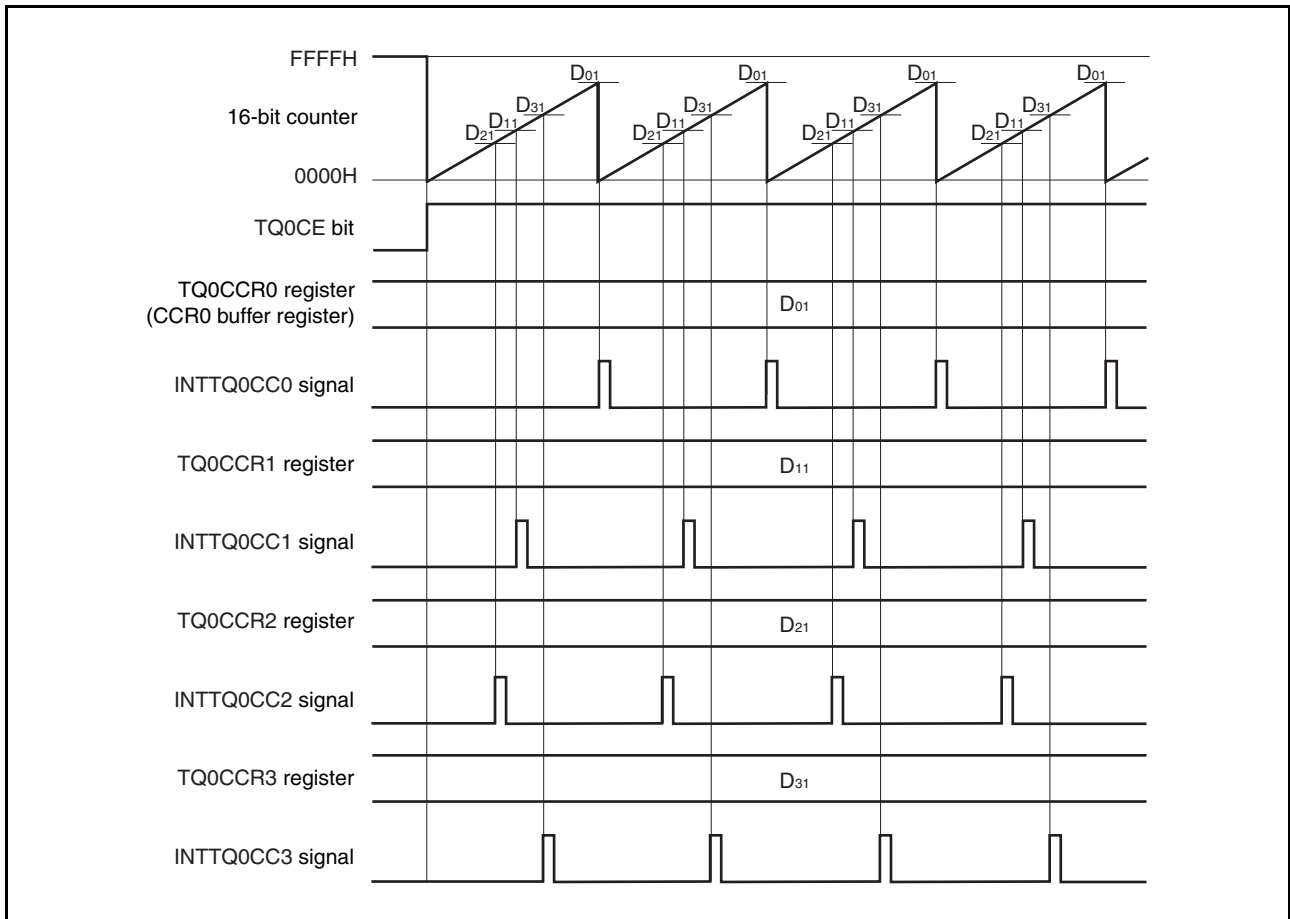 FFFFH
D01 D01 D01 D01
D31 D31 D31 D31
16-bit counter
D11 D11 D11 D11
D21 D21 D21 D21
0000H
TQ0CE bit
TQ0CCR0 register
(CCR0 buffer register)
D01
INTTQ0CC0 signal
TQ0CCR1 register
D11
INTTQ0CC1 signal
TQ0CCR2 register
D21
INTTQ0CC2 signal
TQ0CCR3 register
D31
INTTQ0CC3 signal